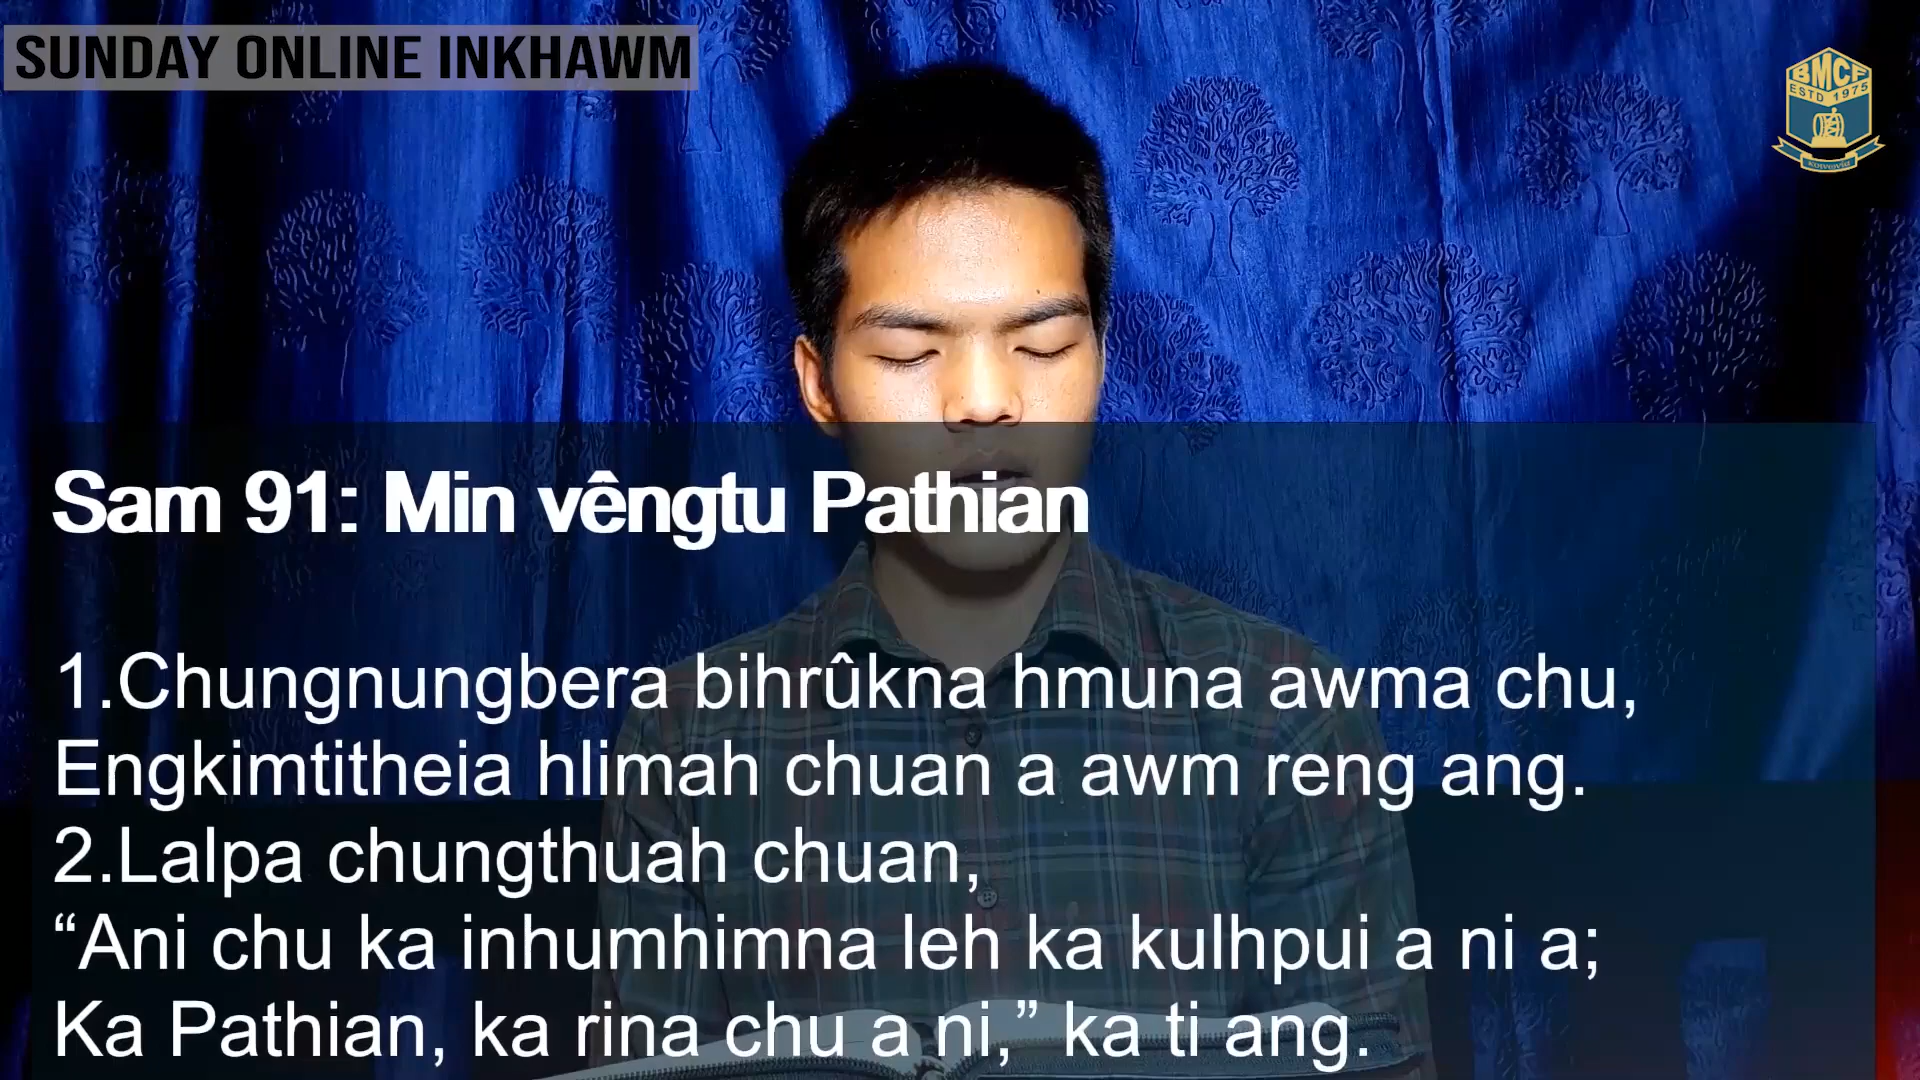 SUNDAY ONLINE INKHAWM
BMCF
ESTD 1975
Sam 91: Min vêngtu Pathian
1.Chungnungbera bihrûkna hmuna awma chu,
Engkimtitheia hlimah chuan a awm reng ang.
2.Lalpa chungthuah chuan,
“Ani chu ka inhumhimna leh ka kulhpui a ni a;
Ka Pathian, ka rina chu a ni,” ka ti ang.